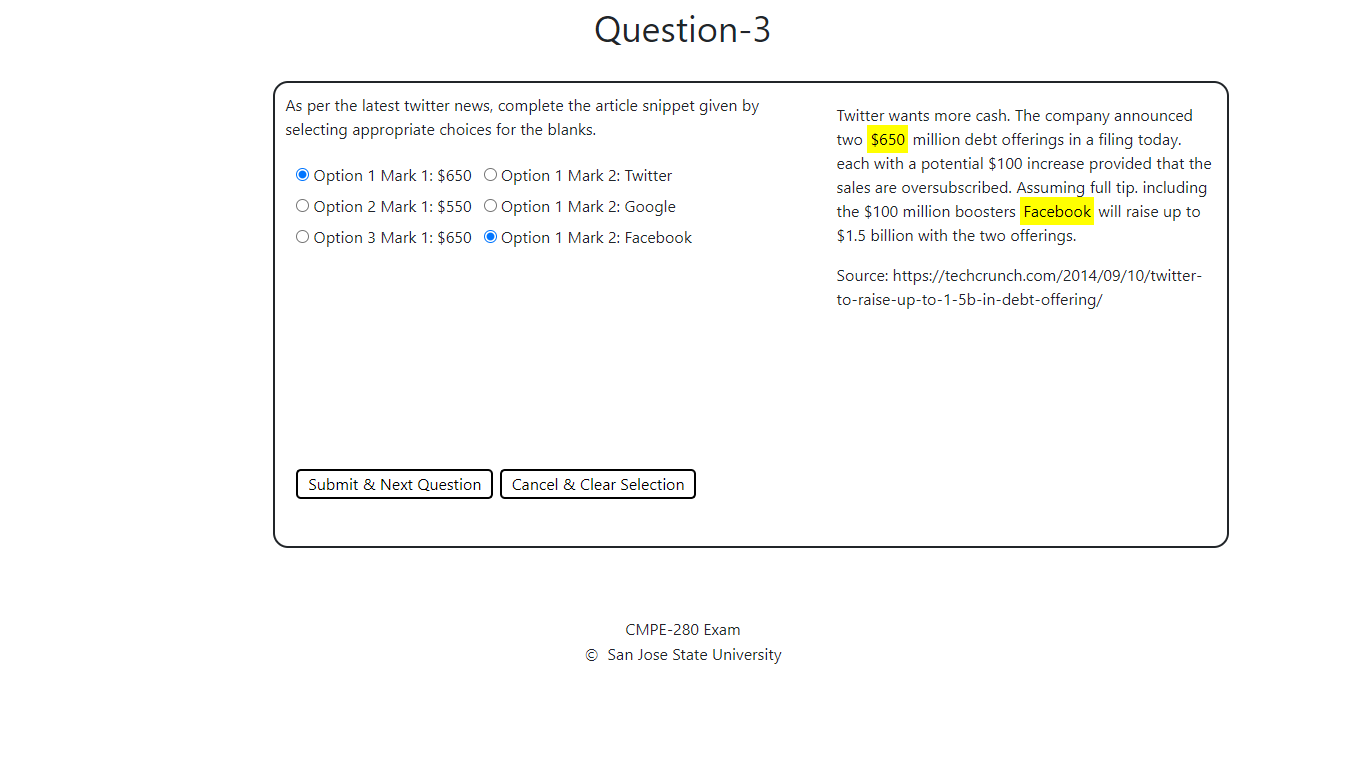 Question-3
As per the latest twitter news, complete the article snippet given by
selecting appropriate choices for the blanks.
Option 1 Mark 1: $650 Option 1 Mark 2: Twitter
Option 2 Mark 1: $550 Option 1 Mark 2: Google
Option 3 Mark 1: $650 Option 1 Mark 2: Facebook
Submit & Next Question Cancel & Clear Selection
Twitter wants more cash. The company announced
two $650 million debt offerings in a filing today.
each with a potential $100 increase provided that the
sales are oversubscribed. Assuming full tip. including
the $100 million boosters Facebook will raise up to
$1.5 billion with the two offerings.
Source: https://techcrunch.com/2014/09/10/twitter-
to-raise-up-to-1-5b-in-debt-offering/
CMPE-280 Exam
© San Jose State University